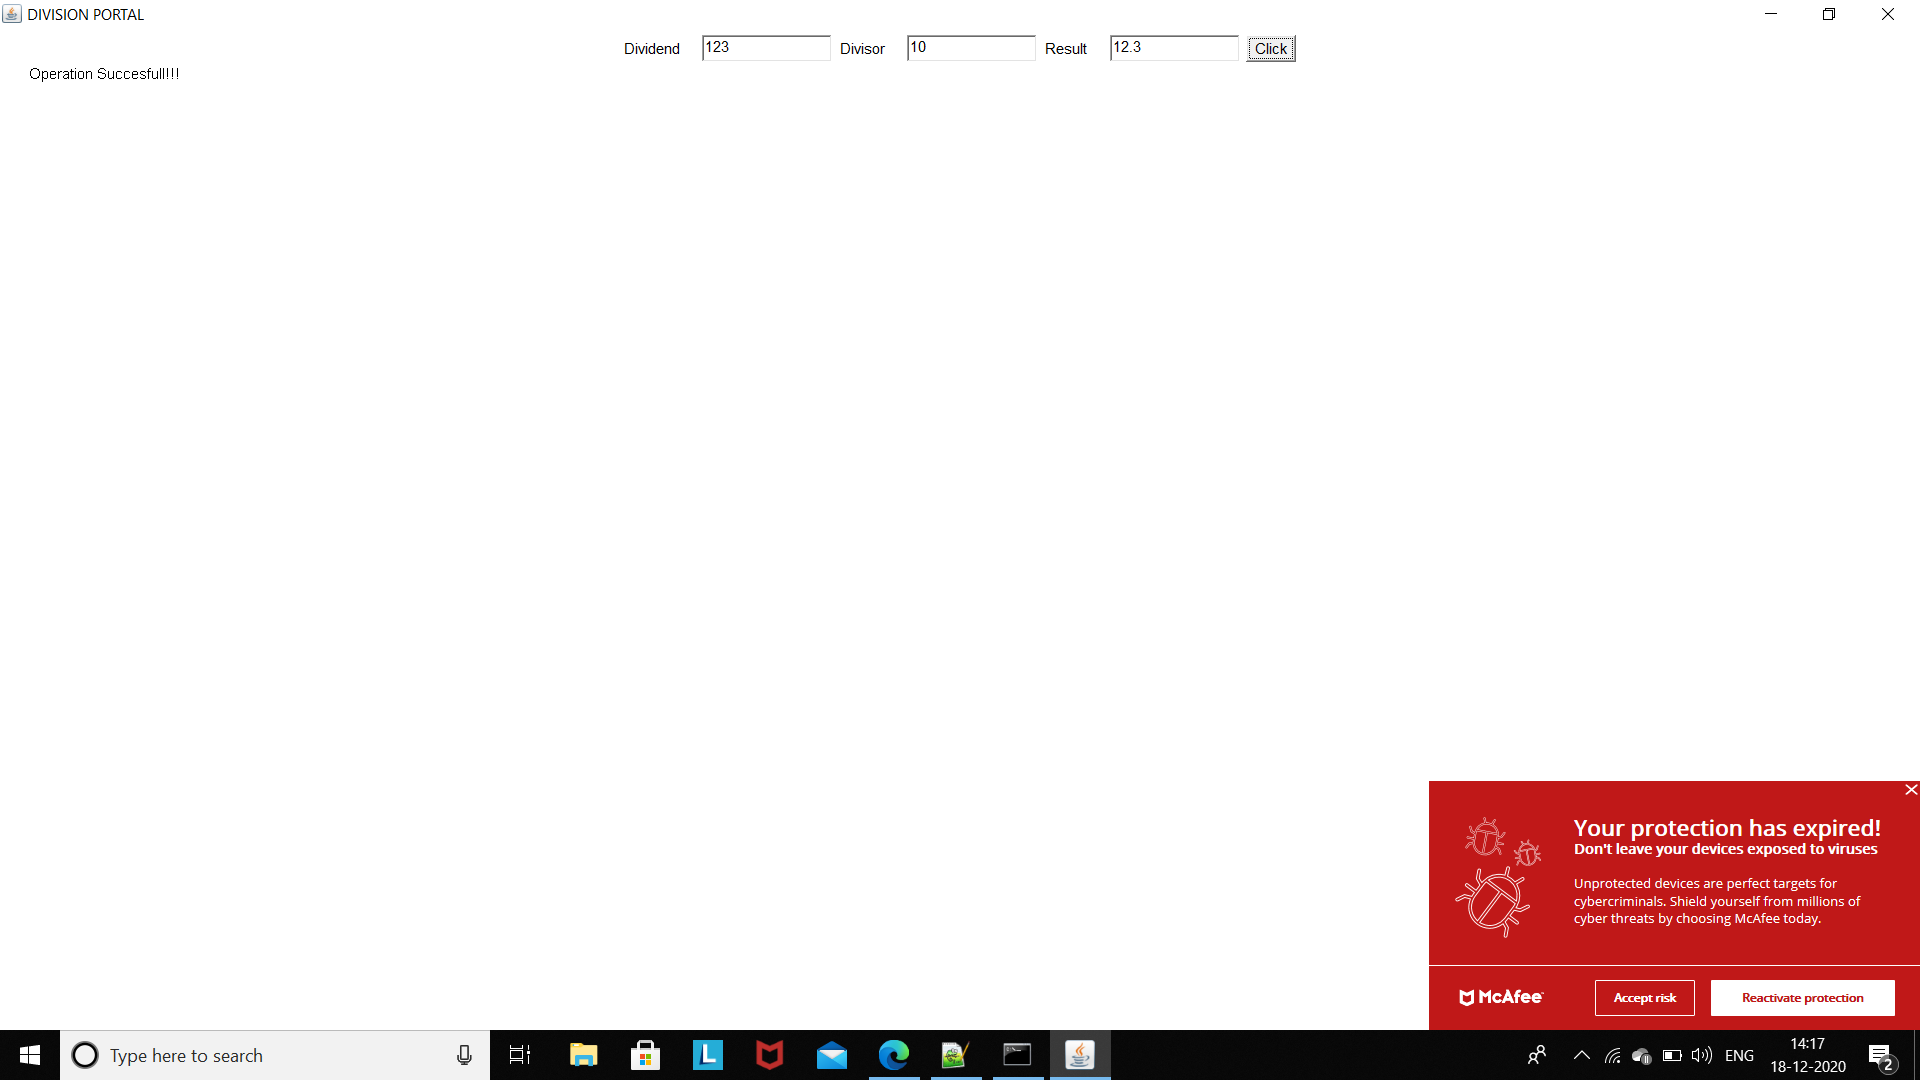 DIVISION PORTAL
Dividend 123 Divisor 10 Result 12.3 Click
Operation Succesfull!!!
Your protection has expired!
Don't leave your devices exposed to viruses
Unprotected devices are perfect targets for
cybercriminals. Shield yourself from millions of
cyber threats by choosing McAfee today.
McAfee™ Accept risk Reactivate protection
Type here to search
L
ENG
14:17
18-12-2020
2